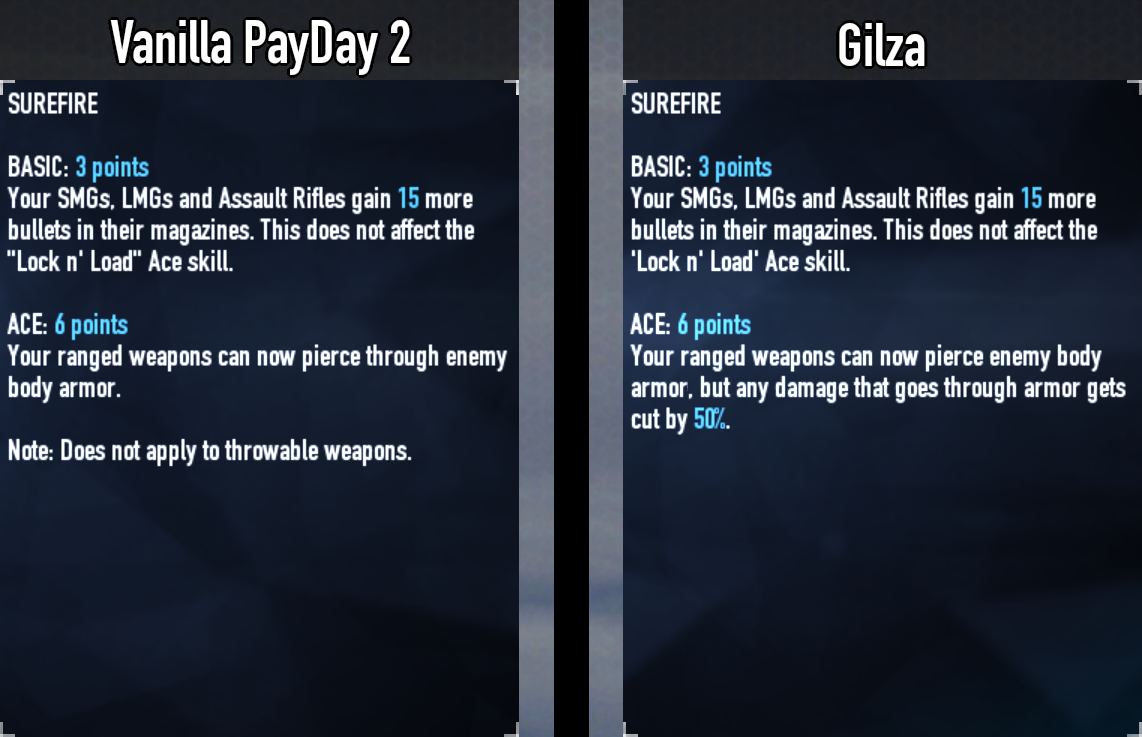 Vanilla PayDay 2
SUREFIRE
BASIC: 3 points
Your SMGs, LMGs and Assault Rifles gain 15 more
bullets in their magazines. This does not affect the
"Lock n' Load" Ace skill.
ACE: 6 points
Your ranged weapons can now pierce through enemy
body armor.
Note: Does not apply to throwable weapons.
Gilza
SUREFIRE
BASIC: 3 points
Your SMGs, LMGs and Assault Rifles gain 15 more
bullets in their magazines. This does not affect the
'Lock n' Load' Ace skill.
ACE: 6 points
Your ranged weapons can now pierce enemy body
armor, but any damage that goes through armor gets
cut by 50%.